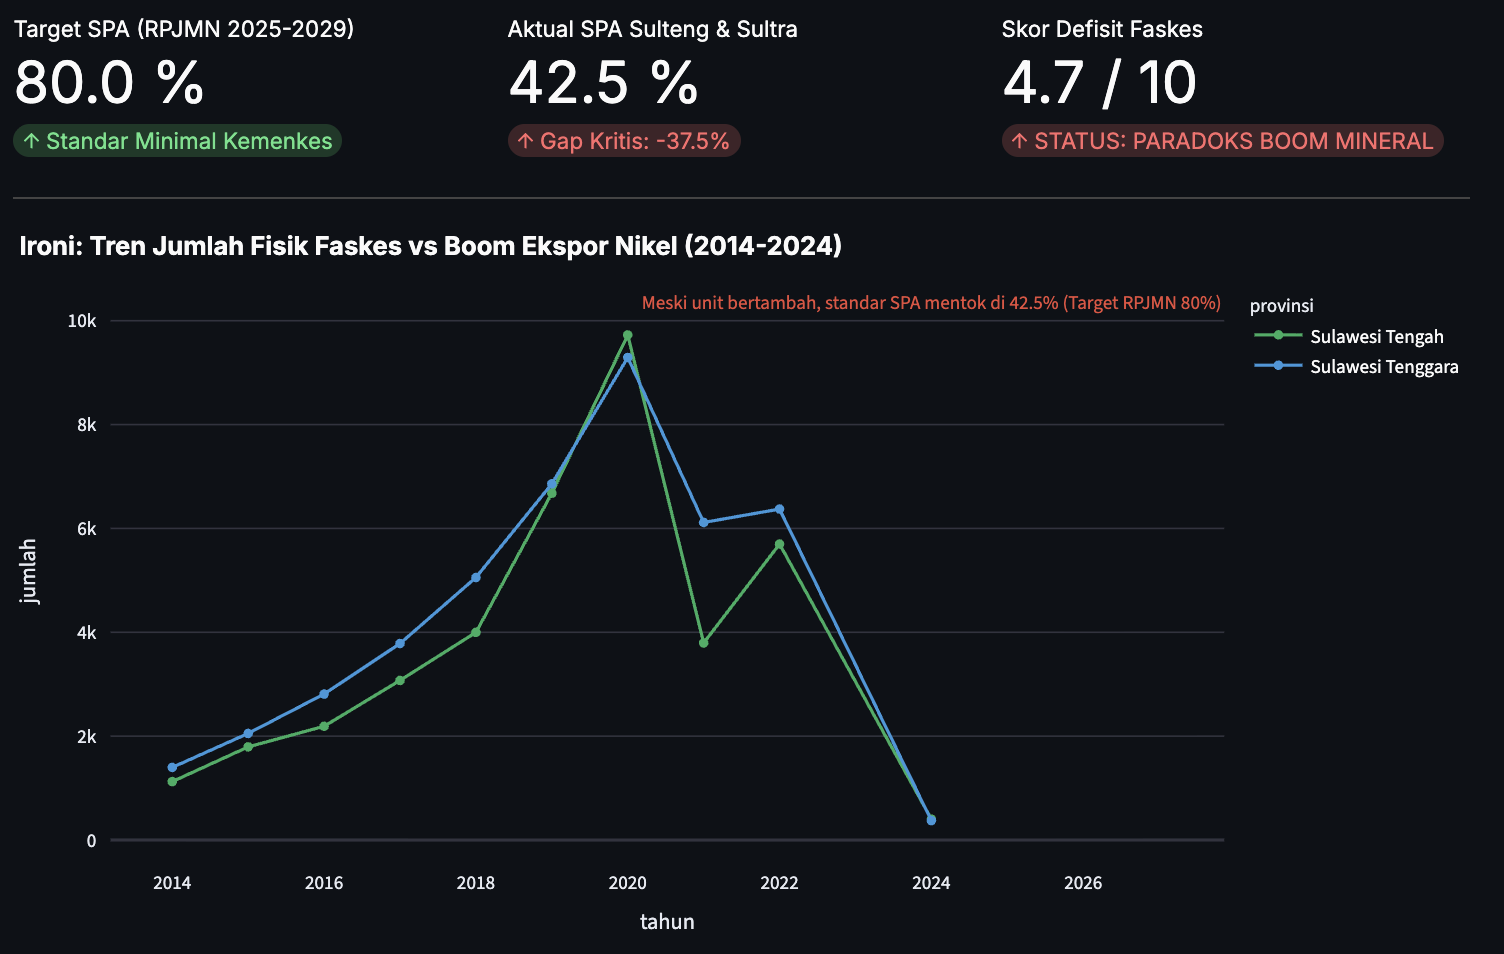 Target SPA (RPJMN 2025-2029)
80.0 %
↑ Standar Minimal Kemenkes
Aktual SPA Sulteng & Sultra
42.5 %
↑ Gap Kritis: -37.5%
Skor Defisit Faskes
4.7 / 10
↑ STATUS: PARADOKS BOOM MINERAL
Ironi: Tren Jumlah Fisik Faskes vs Boom Ekspor Nikel (2014-2024)
Meski unit bertambah, standar SPA mentok di 42.5% (Target RPJMN 80%)
provinsi
Sulawesi Tengah
Sulawesi Tenggara
jumlah
10k
8k
6k
4k
2k
0
2014
2016
2018
2020
2022
2024
2026
tahun